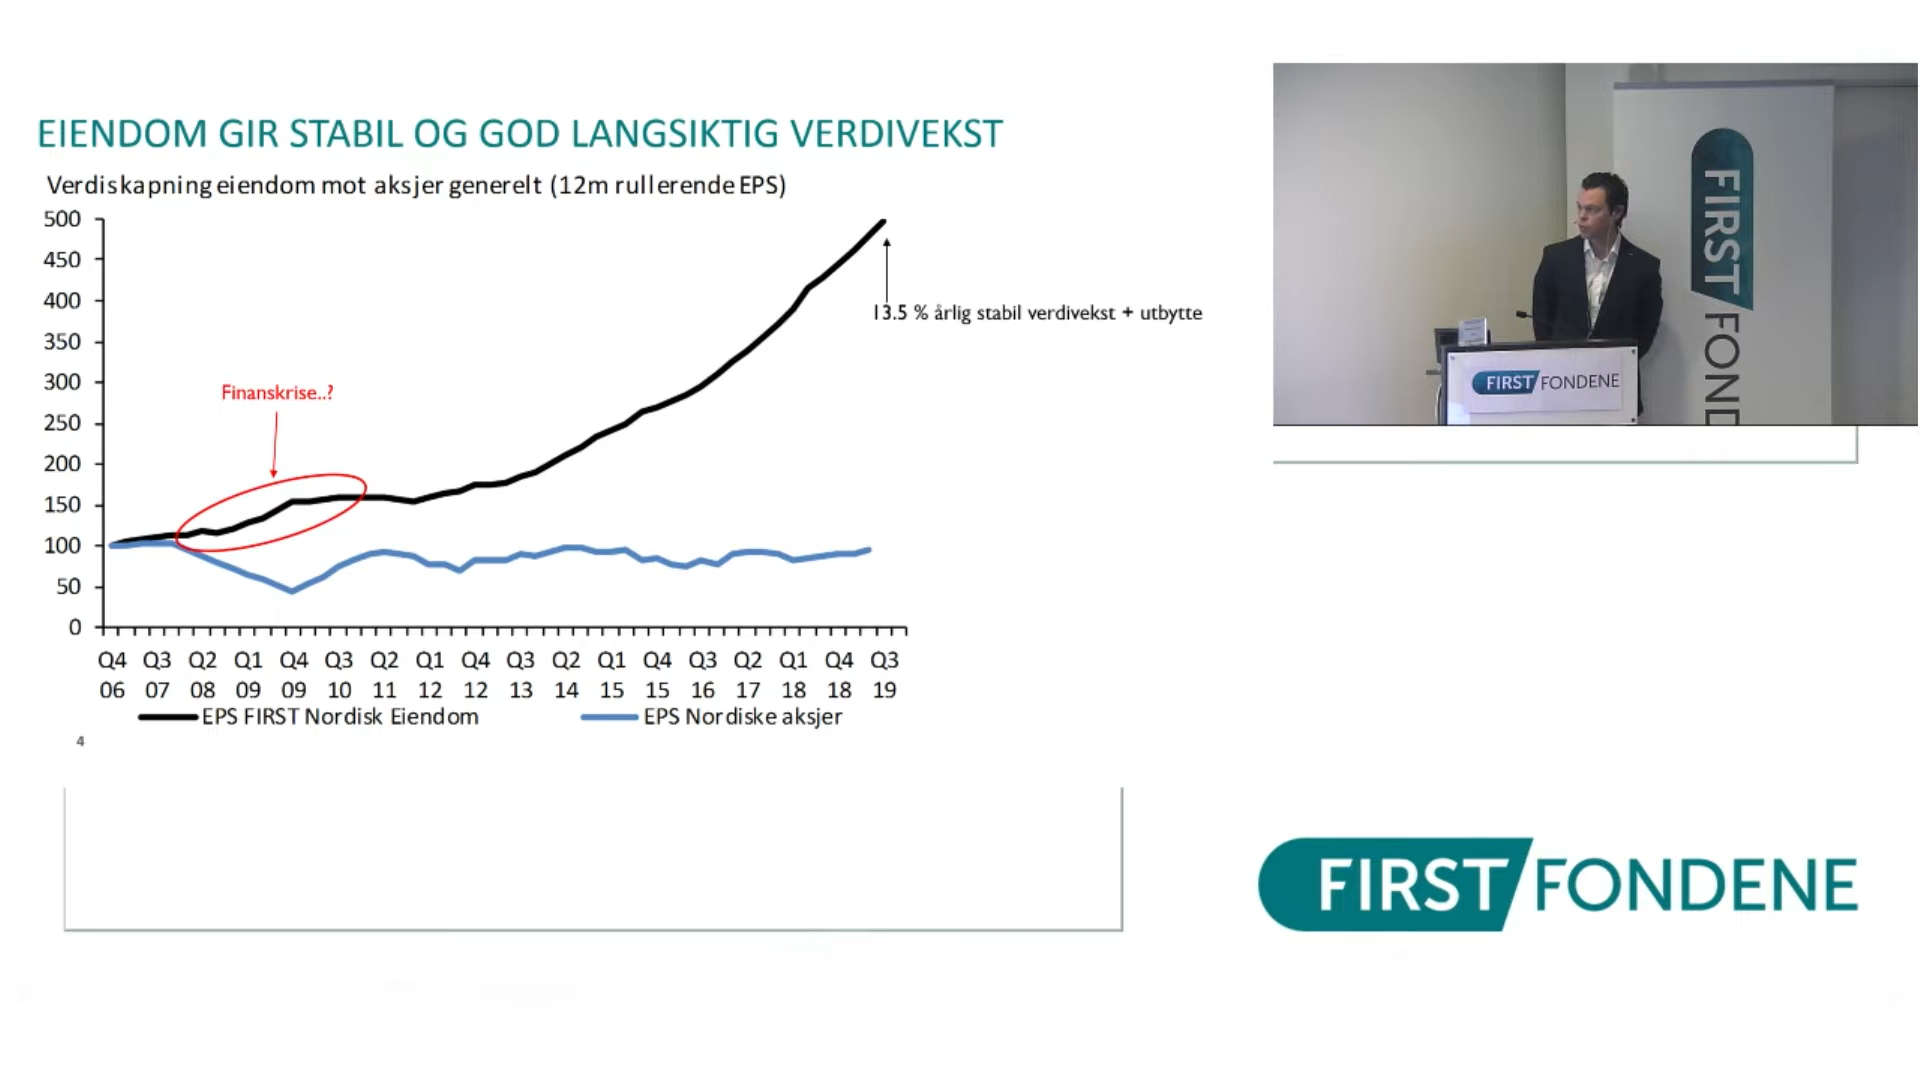 EIENDOM GIR STABIL OG GOD LANGSIKTIG VERDIVEKST
Verdiskapning eiendom mot aksjer generelt (12m rullerende EPS)
500
450
400
350
300
250
200
150
100
50
0
Finanskrise..?
13.5 % årlig stabil verdivekst + utbytte
Q4 Q3 Q2 Q1 Q4 Q3 Q2 Q1 Q4 Q3 Q2 Q1 Q4 Q3 Q2 Q1 Q4 Q3
06 07 08 09 09 10 11 12 12 13 14 15 15 16 17 18 18 19
EPS FIRST Nordisk Eiendom
EPS Nordiske aksjer
4
FIRST FOND
FIRST FONDENE
FIRST FONDENE